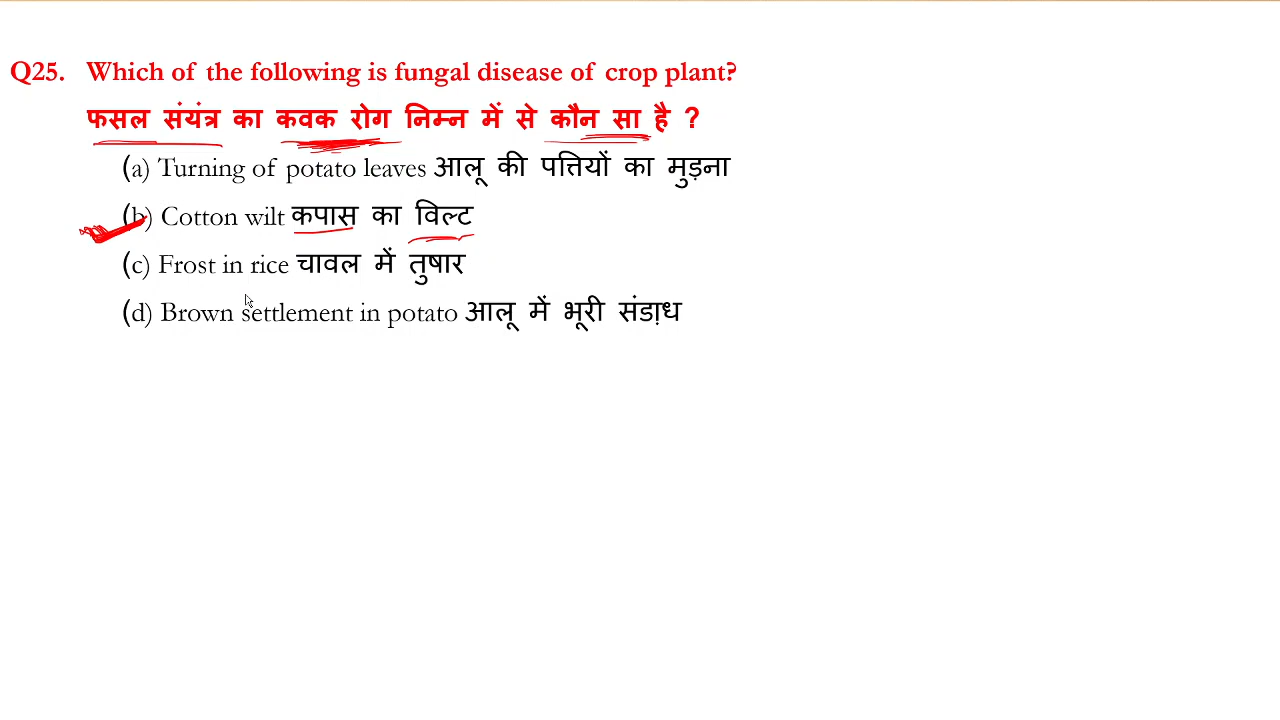 Q25. Which of the following is fungal disease of crop plant?
फसल संयंत्र का कवक रोग निम्न में से कौन सा है ?
(a) Turning of potato leaves आलू की पत्तियों का मुड़ना
(b) Cotton wilt कपास का विल्ट
(c) Frost in rice चावल में तुषार
(d) Brown settlement in potato आलू में भूरी संडा़ध